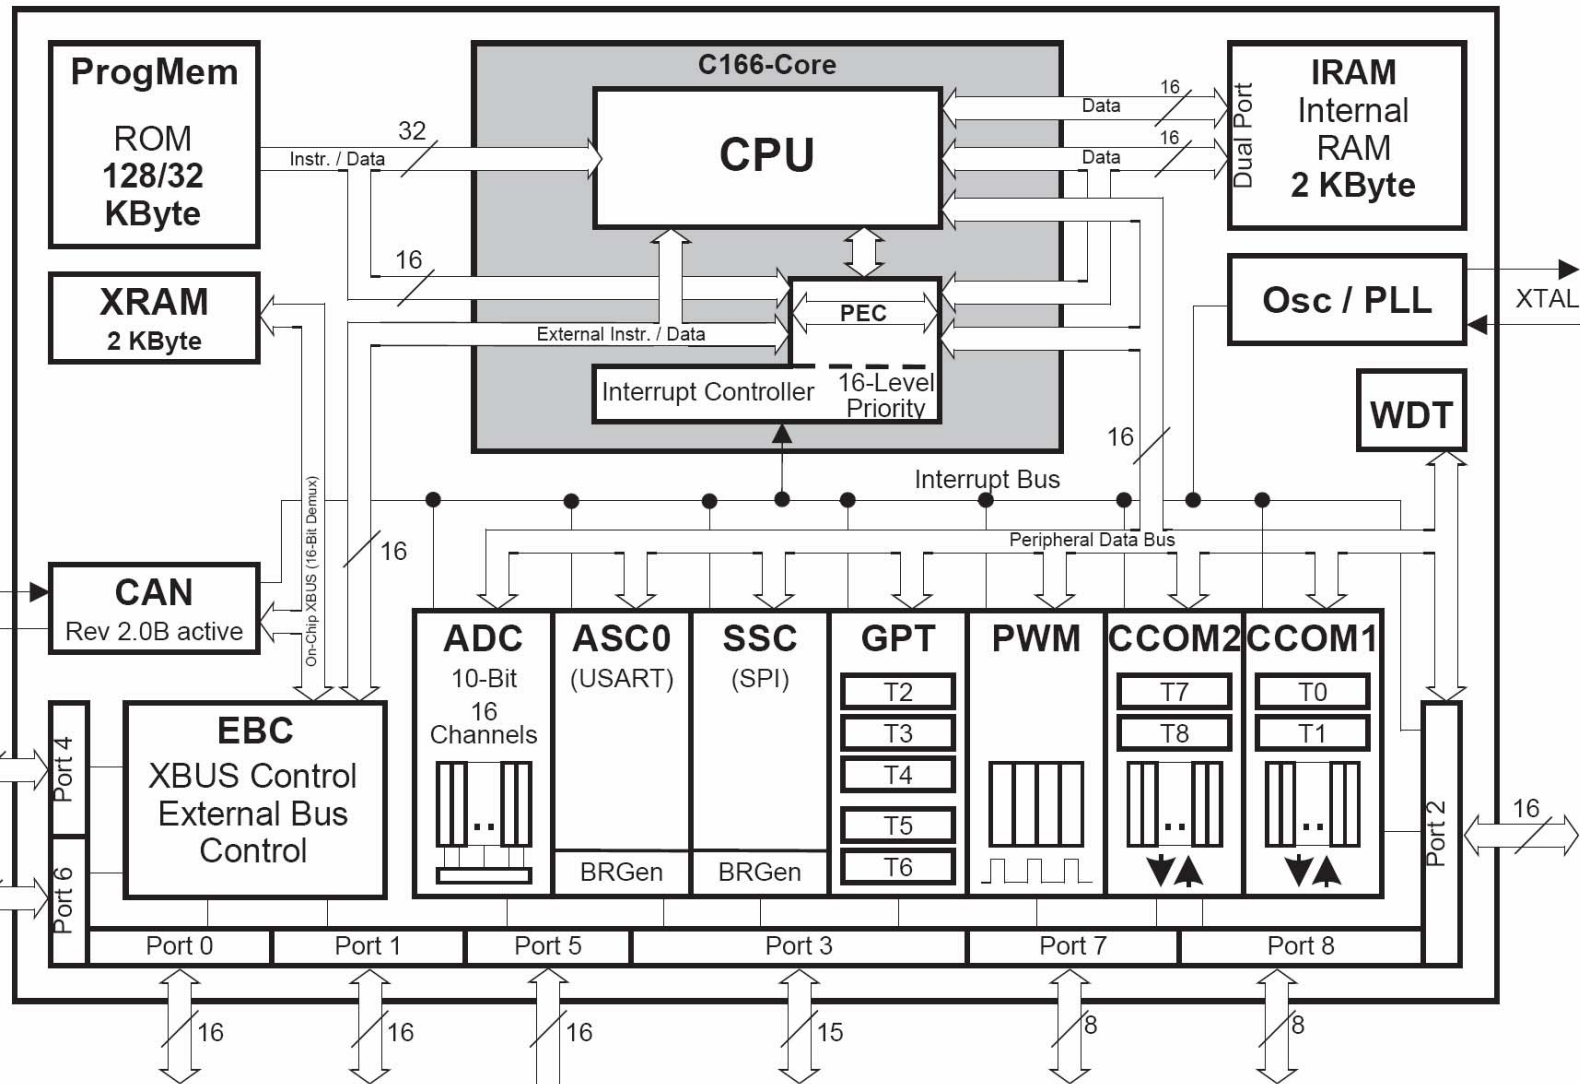 ProgMem
ROM
128/32
KByte
C166-Core
CPU
IRAM
Internal
RAM
2 KByte
Dual Port
16
Data
16
Data
32
Instr. / Data
16
XRAM
2 KByte
External Instr. / Data
PEC
Interrupt Controller
16-Level
Priority
Osc / PLL
XTAL
WDT
16
Interrupt Bus
Peripheral Data Bus
On-Chip XBUS (16-Bit Demux)
16
CAN
Rev 2.0B active
EBC
XBUS Control
External Bus
Control
ADC
10-Bit
16
Channels
ASC0
(USART)
BRGen
SSC
(SPI)
BRGen
GPT
T2
T3
T4
T5
T6
PWM
CCOM2
T7
T8
CCOM1
T0
T1
Port 4
Port 6
Port 2
16
Port 0
Port 1
Port 5
Port 3
Port 7
Port 8
16
16
16
15
8
8